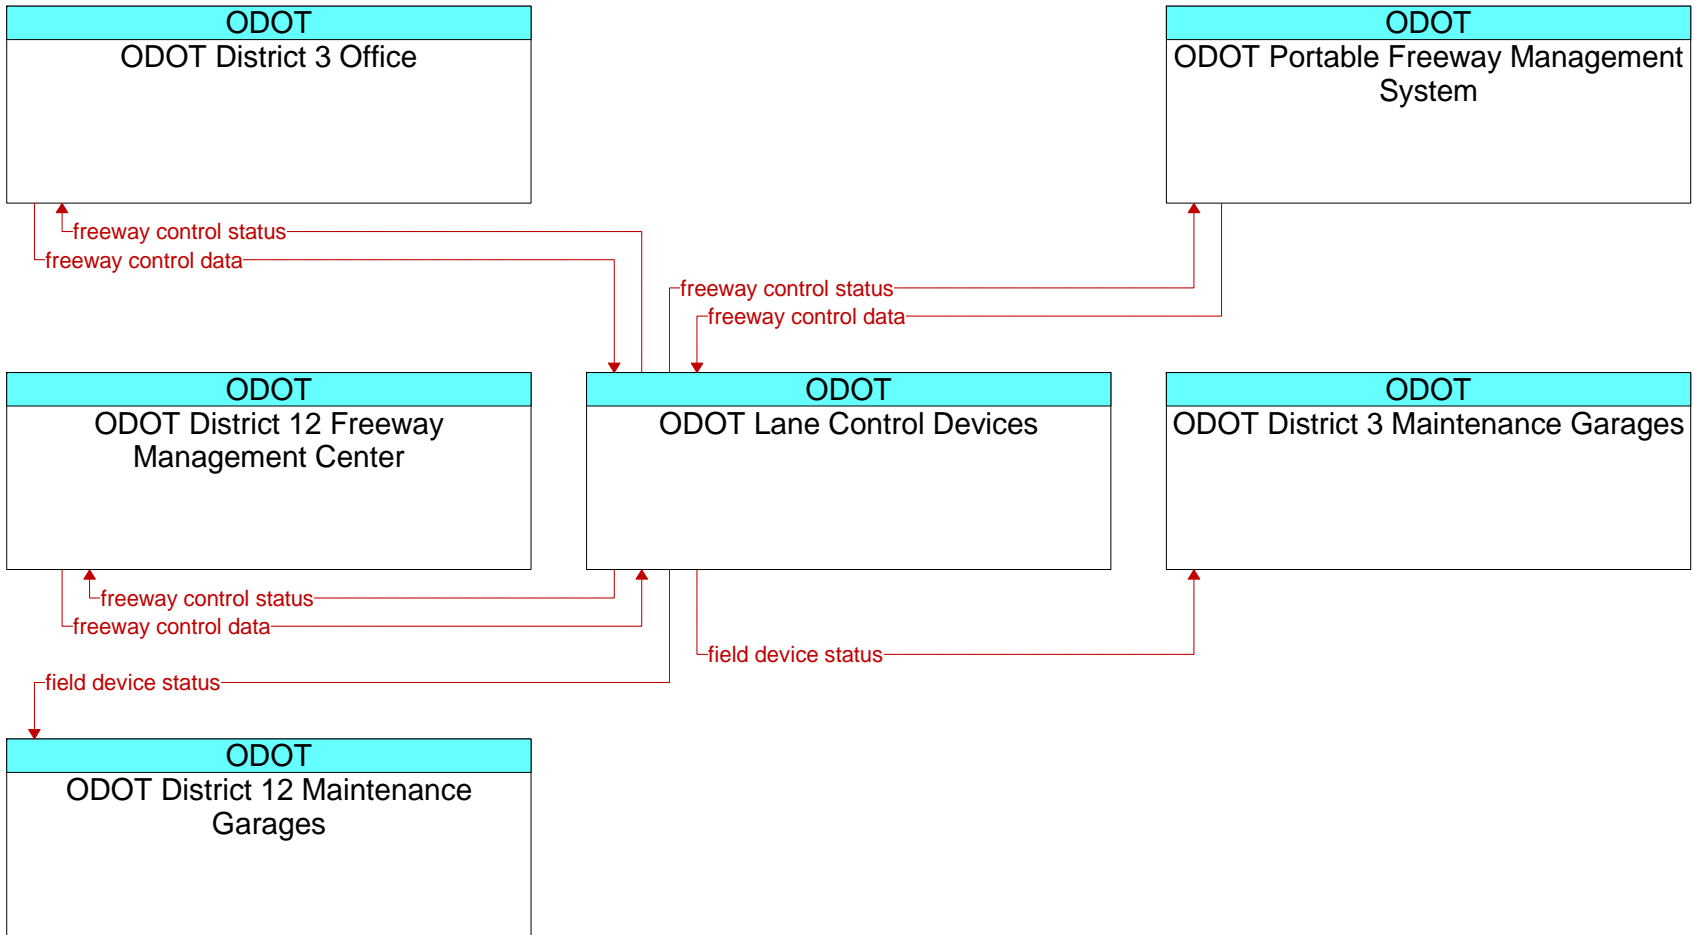 ODOT
ODOT District 3 Office
ODOT
ODOT Portable Freeway Management
System
freeway control status
freeway control data
freeway control status
freeway control data
ODOT
ODOT District 12 Freeway
Management Center
ODOT
ODOT Lane Control Devices
ODOT
ODOT District 3 Maintenance Garages
freeway control status
freeway control data
field device status
field device status
ODOT
ODOT District 12 Maintenance
Garages